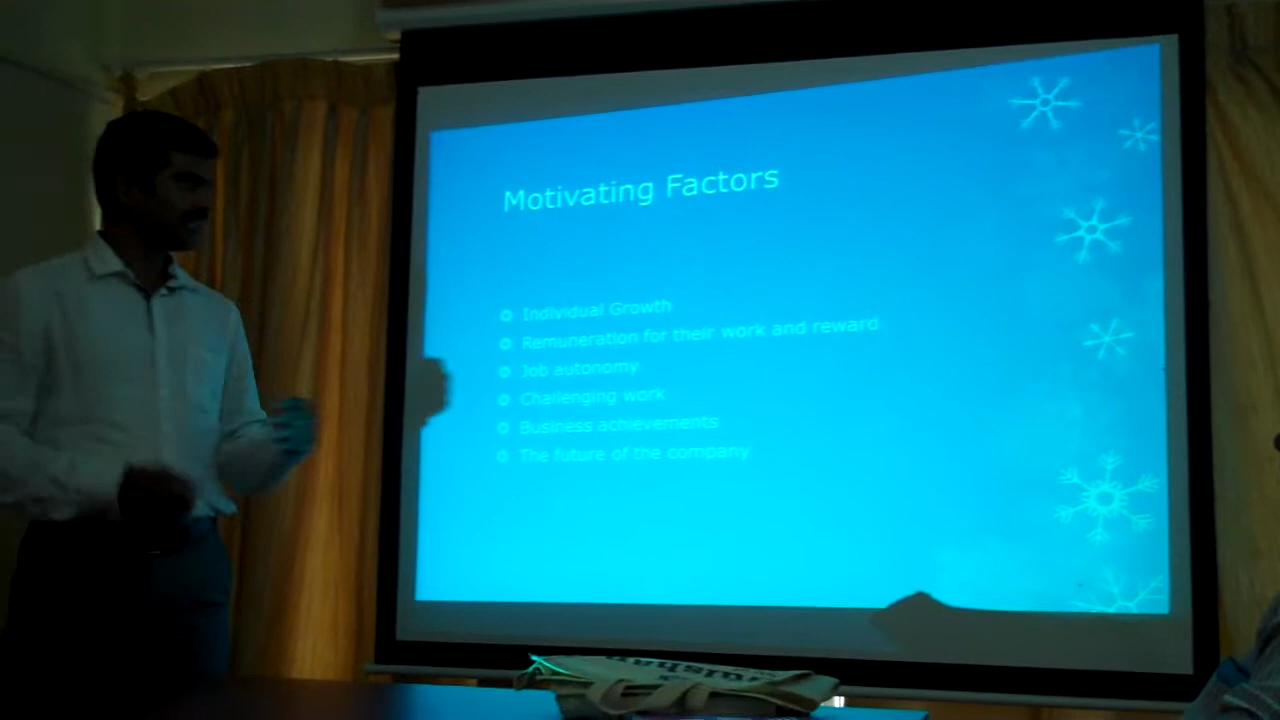 Motivating Factors
Individual Growth
Remuneration for their work and reward
Job autonomy
Challenging work
Business achievements
The future of the company